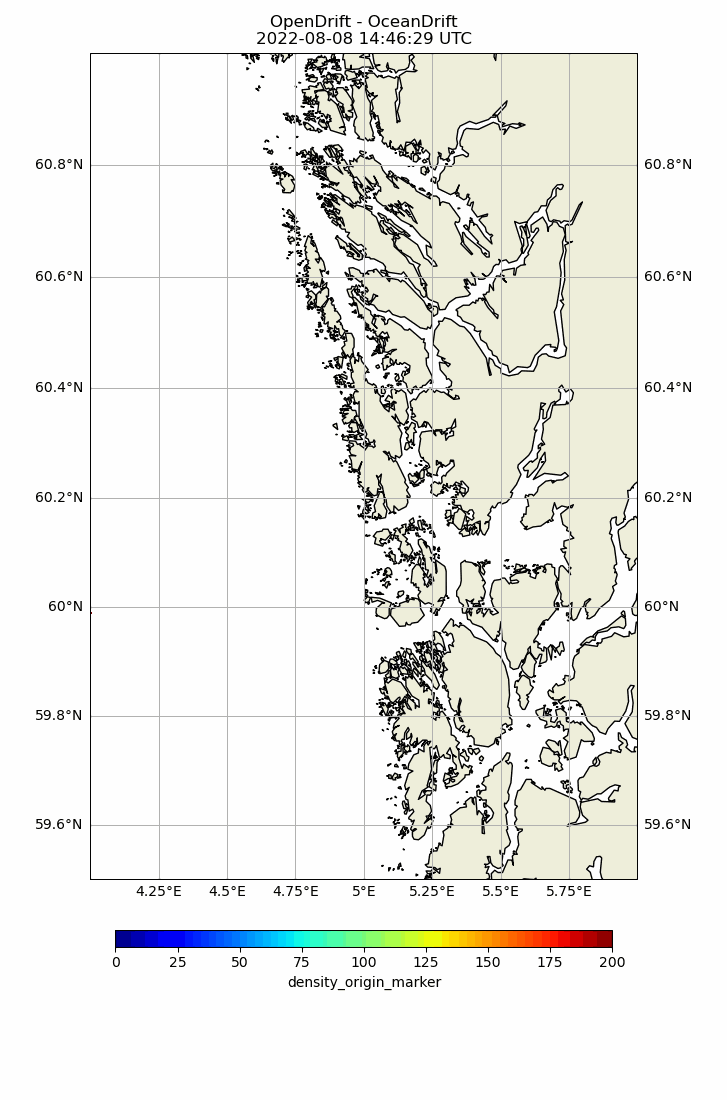 OpenDrift - OceanDrift
2022-08-08 14:46:29 UTC
60.8°N 60.8°N
60.6°N 60.6°N
60.4°N 60.4°N
60.2°N 60.2°N
60°N 60°N
59.8°N 59.8°N
59.6°N 59.6°N
4.25°E 4.5°E 4.75°E 5°E 5.25°E 5.5°E 5.75°E
0 25 50 75 100 125 150 175 200
density_origin_marker